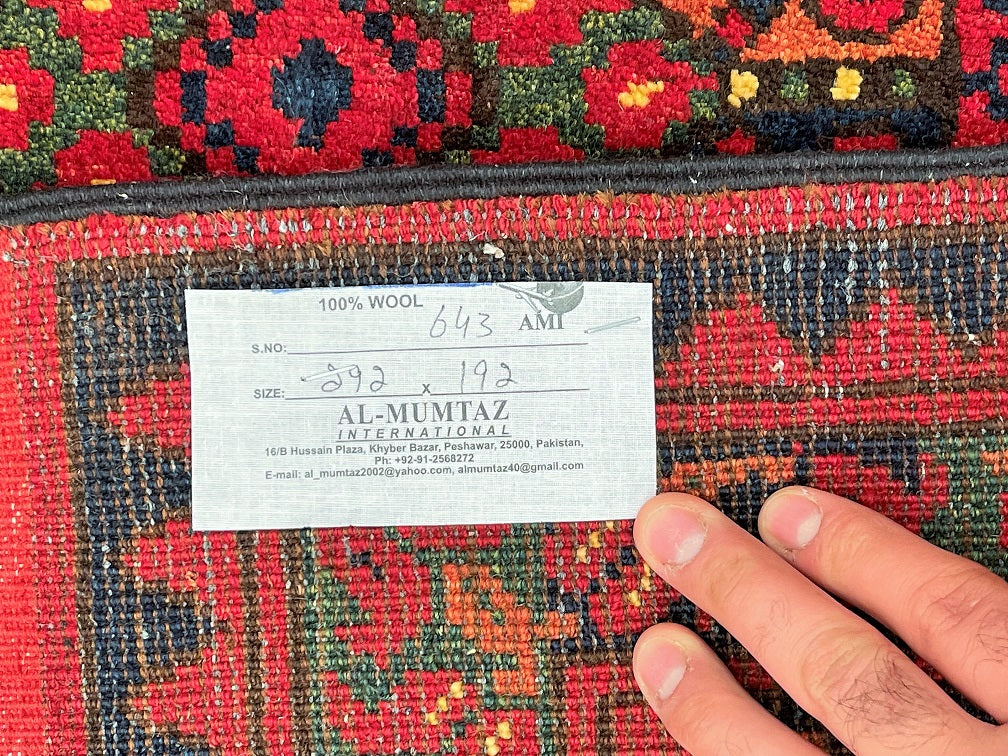 100% WOOL
643 AMI
S.NO:
SIZE: 292 x 192
AL-MUMTAZ
INTERNATIONAL
16/B Hussain Plaza, Khyber Bazar, Peshawar, 25000, Pakistan,
Ph: +92-91-2568272
E-mail: al_mumtaz2002@yahoo.com, almumtaz40@gmail.com